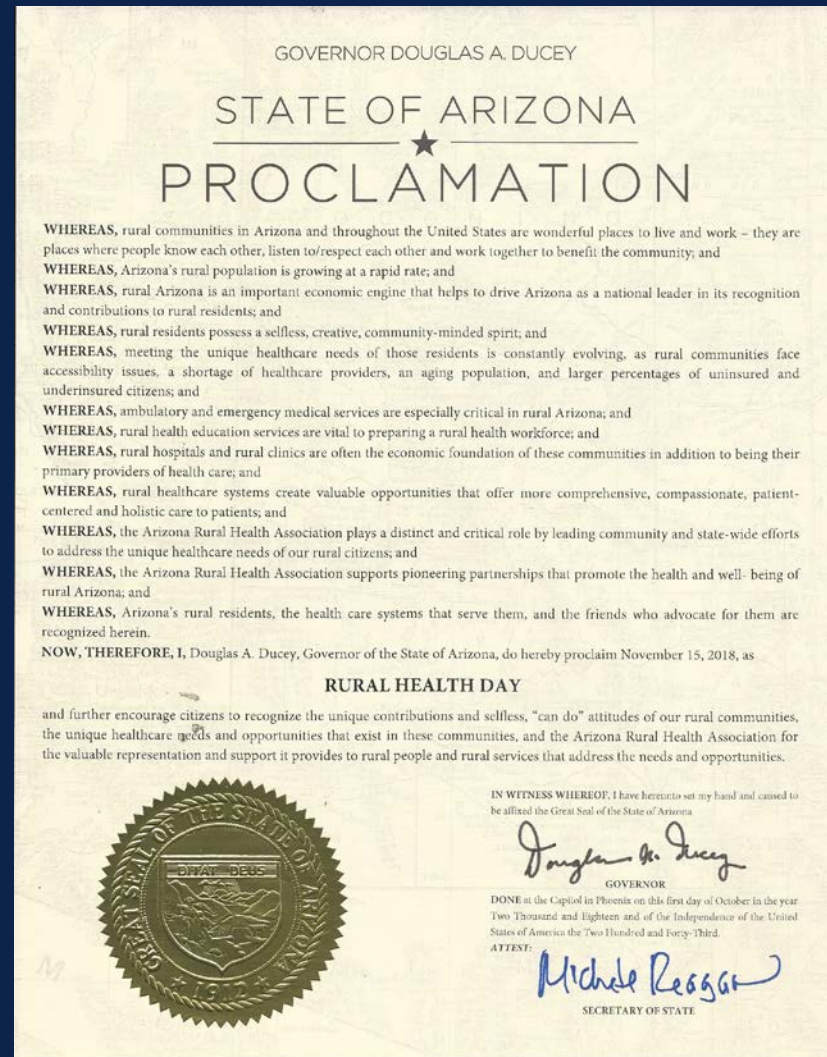 GOVERNOR DOUGLAS A. DUCEY
STATE OF ARIZONA
PROCLAMATION
WHEREAS, rural communities in Arizona and throughout the United States are wonderful places to live and work – they are
places where people know each other, listen to/respect each other and work together to benefit the community; and
WHEREAS, Arizona's rural population is growing at a rapid rate; and
WHEREAS, rural Arizona is an important economic engine that helps to drive Arizona as a national leader in its recognition
and contributions to rural residents; and
WHEREAS, rural residents possess a selfless, creative, community-minded spirit; and
WHEREAS, meeting the unique healthcare needs of those residents is constantly evolving, as rural communities face
accessibility issues, a shortage of healthcare providers, an aging population, and larger percentages of uninsured and
underinsured citizens; and
WHEREAS, ambulatory and emergency medical services are especially critical in rural Arizona; and
WHEREAS, rural health education services are vital to preparing a rural health workforce; and
WHEREAS, rural hospitals and rural clinics are often the economic foundation of these communities in addition to being their
primary providers of health care; and
WHEREAS, rural healthcare systems create valuable opportunities that offer more comprehensive, compassionate, patient-
centered and holistic care to patients; and
WHEREAS, the Arizona Rural Health Association plays a distinct and critical role by leading community and state-wide efforts
to address the unique healthcare needs of our rural citizens; and
WHEREAS, the Arizona Rural Health Association supports pioneering partnerships that promote the health and well- being of
rural Arizona; and
WHEREAS, Arizona's rural residents, the health care systems that serve them, and the friends who advocate for them are
recognized herein.
NOW, THEREFORE, I, Douglas A. Ducey, Governor of the State of Arizona, do hereby proclaim November 15, 2018, as
RURAL HEALTH DAY
and further encourage citizens to recognize the unique contributions and selfless, "can do" attitudes of our rural communities,
the unique healthcare needs and opportunities that exist in these communities, and the Arizona Rural Health Association for
the valuable representation and support it provides to rural people and rural services that address the needs and opportunities.
GREAT SEAL OF THE STATE OF ARIZONA
DITAT DEUS
1912
IN WITNESS WHEREOF, I have hereunto set my hand and caused to
be affixed the Great Seal of the State of Arizona
Douglas A. Ducey
GOVERNOR
DONE at the Capitol in Phoenix on this first day of October in the year
Two Thousand and Eighteen and of the Independence of the United
States of America the Two Hundred and Forty-Third.
ATTEST:
Michele Reagan
SECRETARY OF STATE